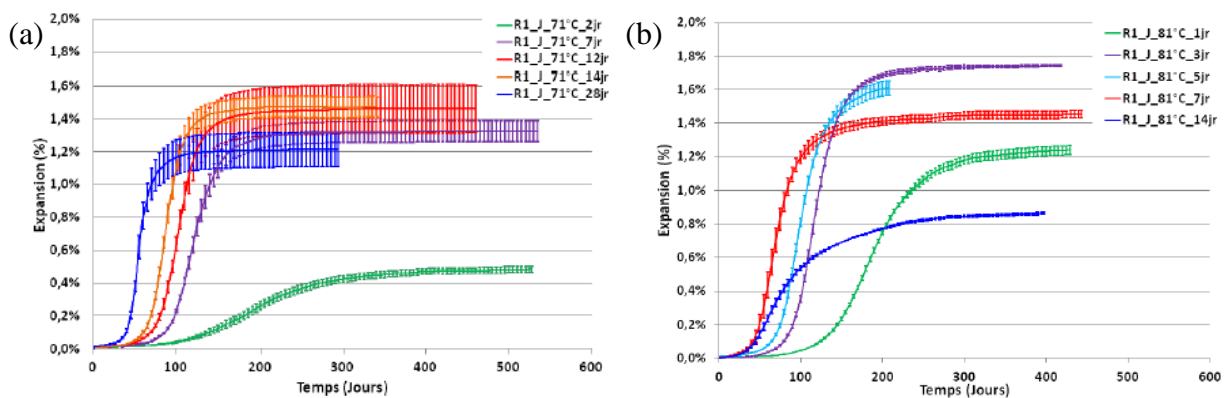 (a)
R1_J_71°C_2jr
R1_J_71°C_7jr
R1_J_71°C_12jr
R1_J_71°C_14jr
R1_J_71°C_28jr
Expansion (%)
2,0%
1,8%
1,6%
1,4%
1,2%
1,0%
0,8%
0,6%
0,4%
0,2%
0,0%
0 100 200 300 400 500 600
Temps (Jours)
(b)
R1_J_81°C_1jr
R1_J_81°C_3jr
R1_J_81°C_5jr
R1_J_81°C_7jr
R1_J_81°C_14jr
Expansion (%)
2,0%
1,8%
1,6%
1,4%
1,2%
1,0%
0,8%
0,6%
0,4%
0,2%
0,0%
0 100 200 300 400 500 600
Temps (Jours)